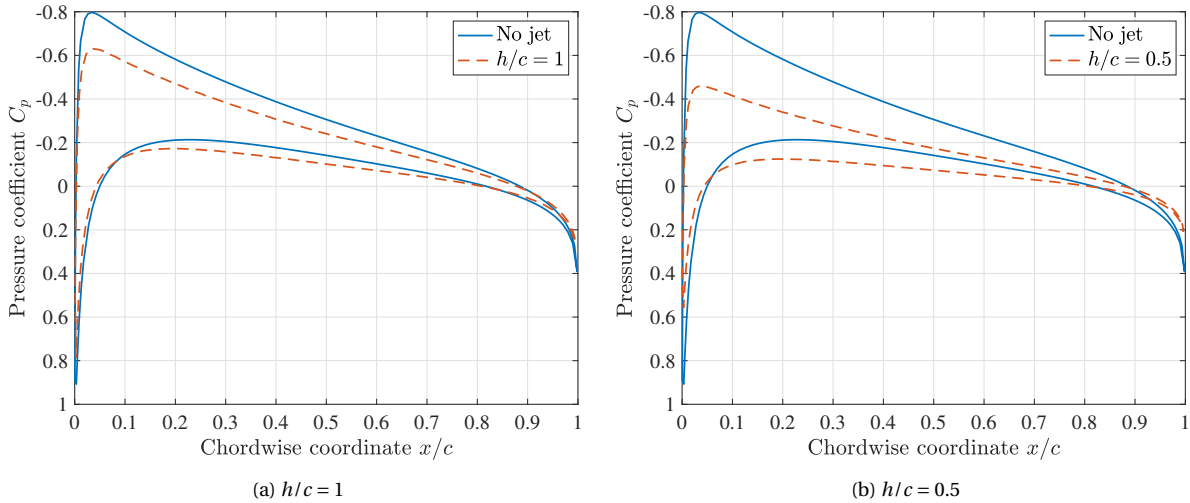 -0.8
-0.6
-0.4
-0.2
0
0.2
0.4
0.6
0.8
1
Pressure coefficient C_p
No jet
h/c = 1
0 0.1 0.2 0.3 0.4 0.5 0.6 0.7 0.8 0.9 1
Chordwise coordinate x/c
(a) h/c = 1
-0.8
-0.6
-0.4
-0.2
0
0.2
0.4
0.6
0.8
1
Pressure coefficient C_p
No jet
h/c = 0.5
0 0.1 0.2 0.3 0.4 0.5 0.6 0.7 0.8 0.9 1
Chordwise coordinate x/c
(b) h/c = 0.5